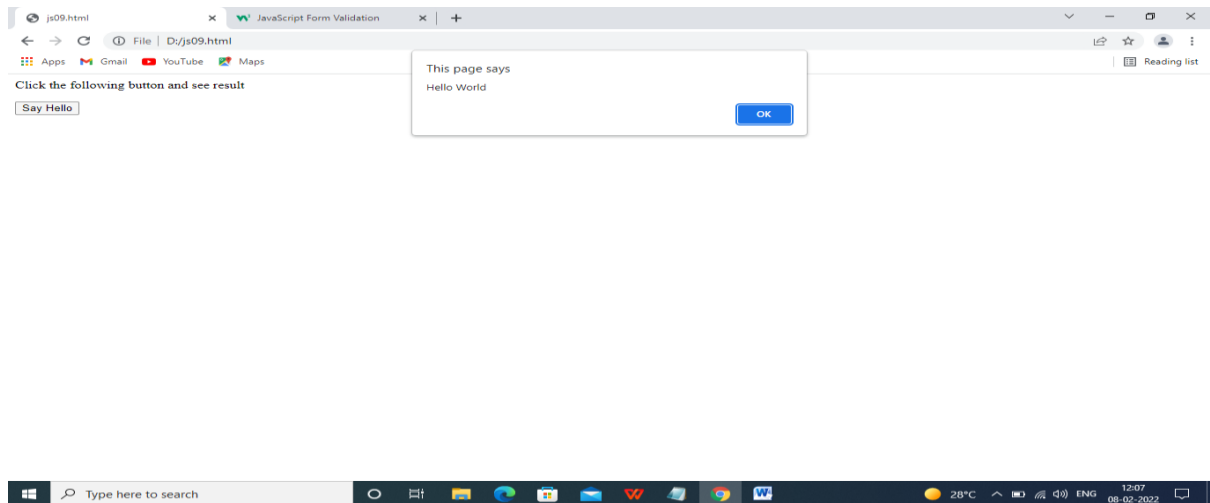 js09.html
JavaScript Form Validation
File | D:/js09.html
Apps Gmail YouTube Maps
Reading list
This page says
Hello World
OK
Click the following button and see result
Say Hello
Type here to search
28°C ENG 12:07
08-02-2022